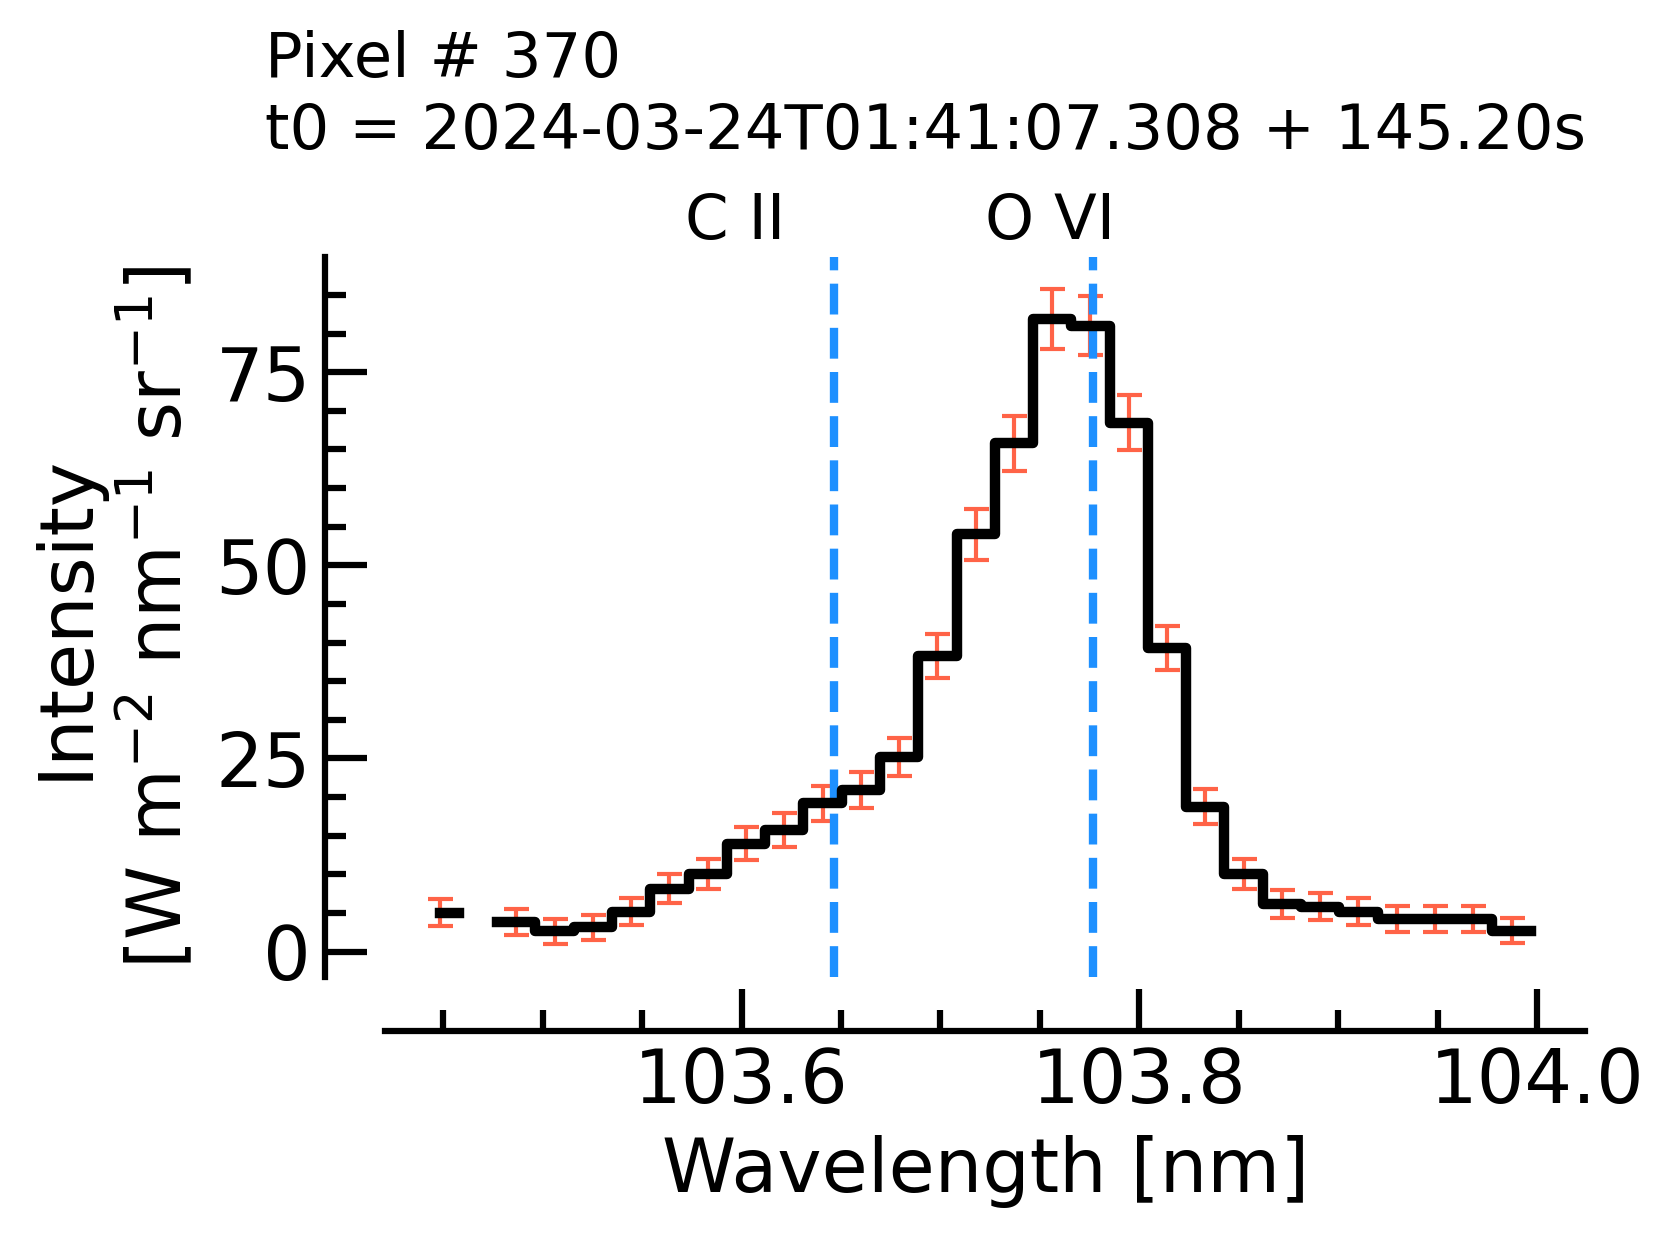 Pixel # 370
t0 = 2024-03-24T01:41:07.308 + 145.20s
C II O VI
Intensity
[W m⁻² nm⁻¹ sr⁻¹]
75
50
25
0
103.6 103.8 104.0
Wavelength [nm]